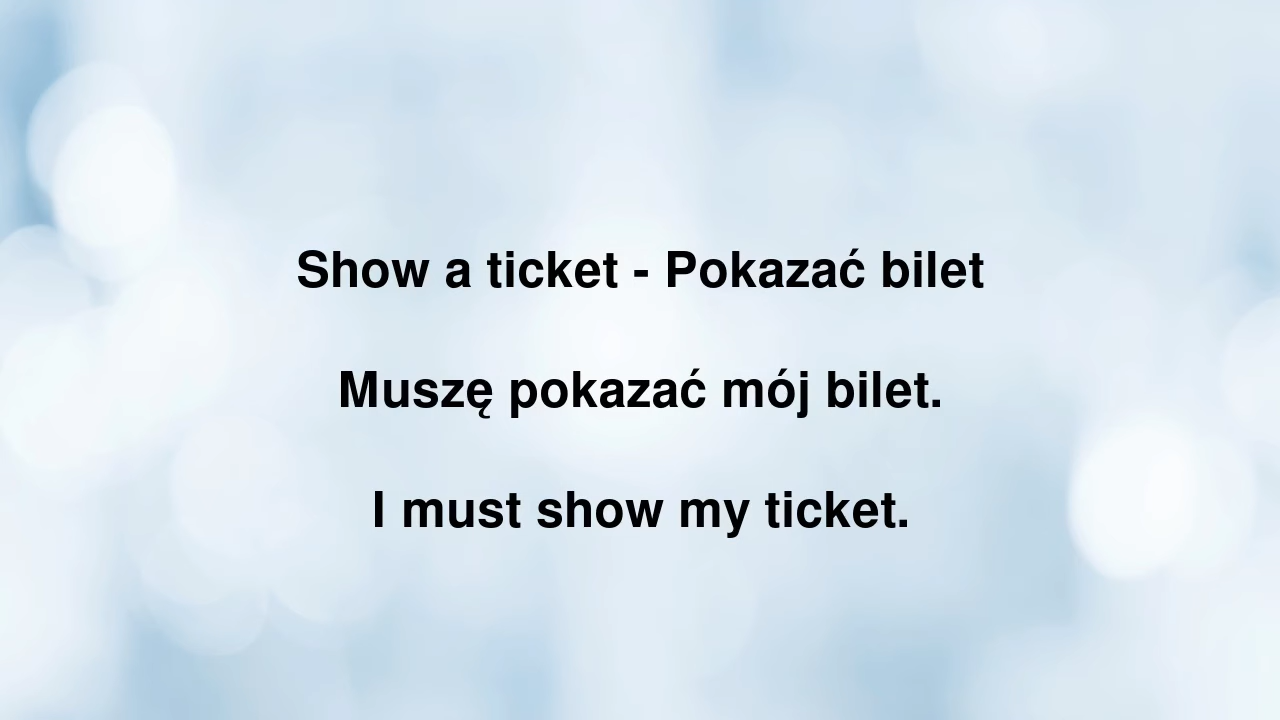 Show a ticket - Pokazać bilet
Muszę pokazać mój bilet.
I must show my ticket.